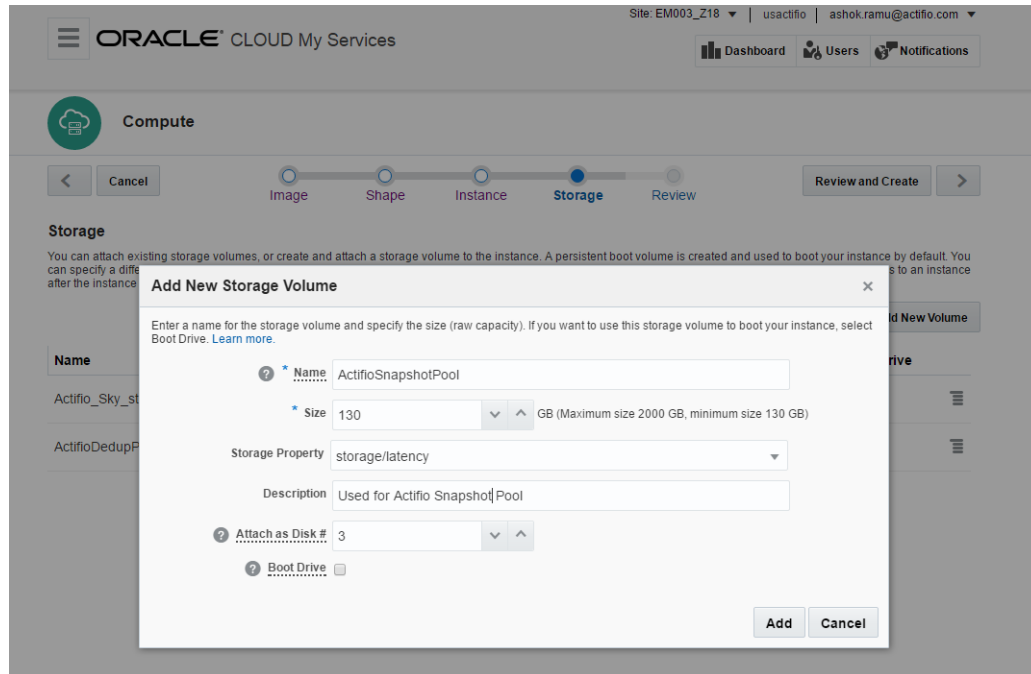 Site: EM003_Z18 usactifio ashok.ramu@actifio.com
ORACLE CLOUD My Services
Dashboard Users Notifications
Compute
Cancel Image Shape Instance Storage Review Review and Create
Storage
You can attach existing storage volumes, or create and attach a storage volume to the instance. A persistent boot volume is created and used to boot your instance by default. You
can specify a diffe s to an instance
after the instance
Add New Storage Volume
Enter a name for the storage volume and specify the size (raw capacity). If you want to use this storage volume to boot your instance, select
Boot Drive. Learn more.
ld New Volume
Name rive
* Name ActifioSnapshotPool
Actifio_Sky_st
* Size 130 GB (Maximum size 2000 GB, minimum size 130 GB)
ActifioDedupP
Storage Property storage/latency
Description Used for Actifio Snapshot Pool
Attach as Disk # 3
Boot Drive
Add Cancel